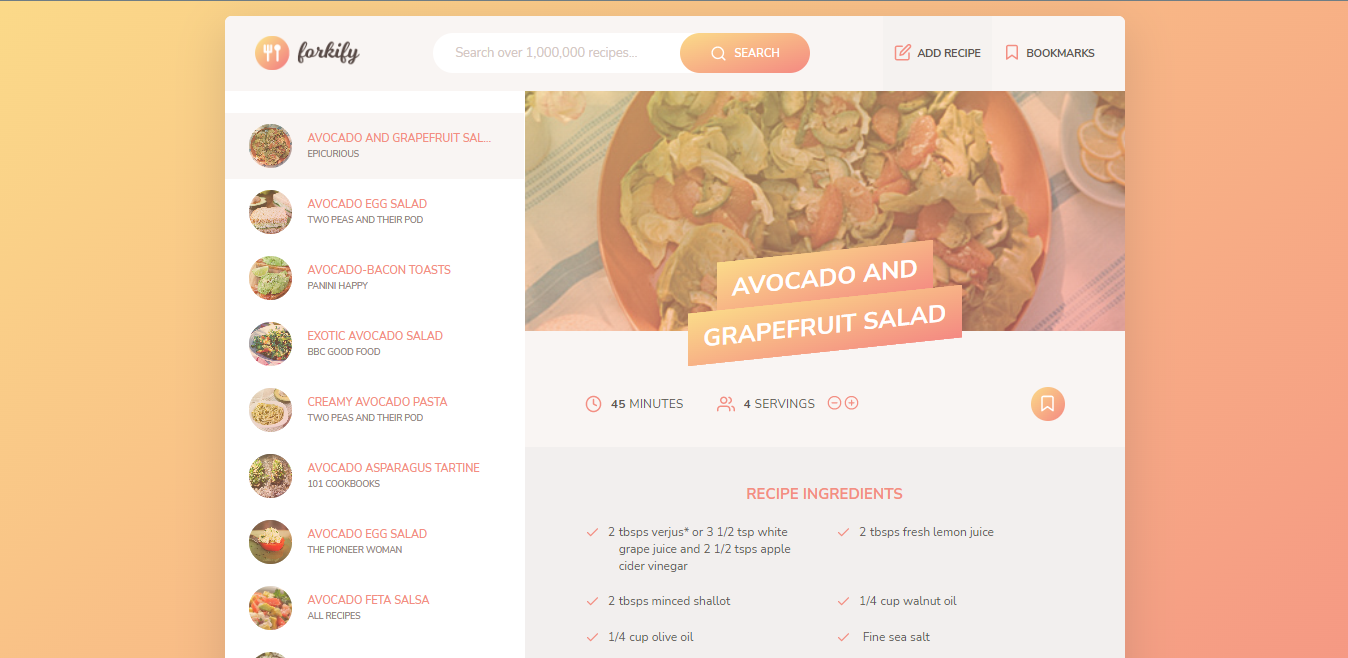 forkify
Search over 1,000,000 recipes...
SEARCH
ADD RECIPE
BOOKMARKS
AVOCADO AND GRAPEFRUIT SAL...
EPICURIOUS
AVOCADO EGG SALAD
TWO PEAS AND THEIR POD
AVOCADO-BACON TOASTS
PANINI HAPPY
EXOTIC AVOCADO SALAD
BBC GOOD FOOD
CREAMY AVOCADO PASTA
TWO PEAS AND THEIR POD
AVOCADO ASPARAGUS TARTINE
101 COOKBOOKS
AVOCADO EGG SALAD
THE PIONEER WOMAN
AVOCADO FETA SALSA
ALL RECIPES
AVOCADO AND
GRAPEFRUIT SALAD
45 MINUTES
4 SERVINGS
RECIPE INGREDIENTS
2 tbsps verjus* or 3 1/2 tsp white
grape juice and 2 1/2 tsps apple
cider vinegar
2 tbsps fresh lemon juice
2 tbsps minced shallot
1/4 cup walnut oil
1/4 cup olive oil
Fine sea salt